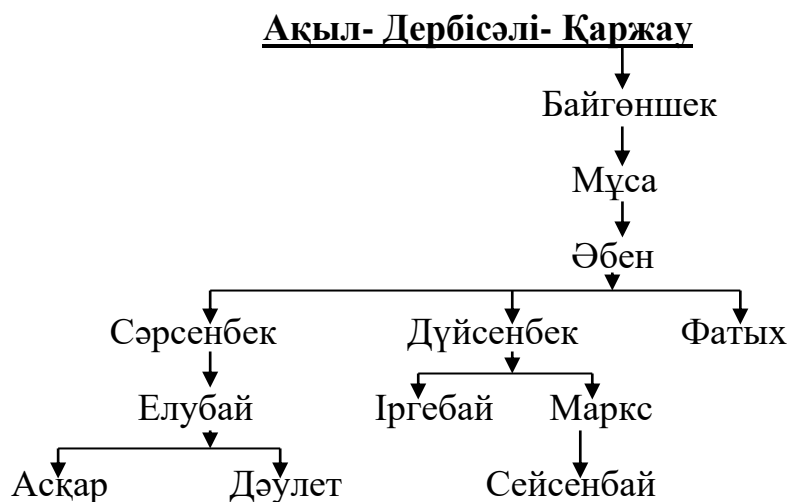 Ақыл- Дербісәлі- Қаржау
Байгөншек
Мұса
Әбен
Сәрсенбек Дүйсенбек Фатых
Елубай Іргебай Маркс
Асқар Дәулет Сейсенбай